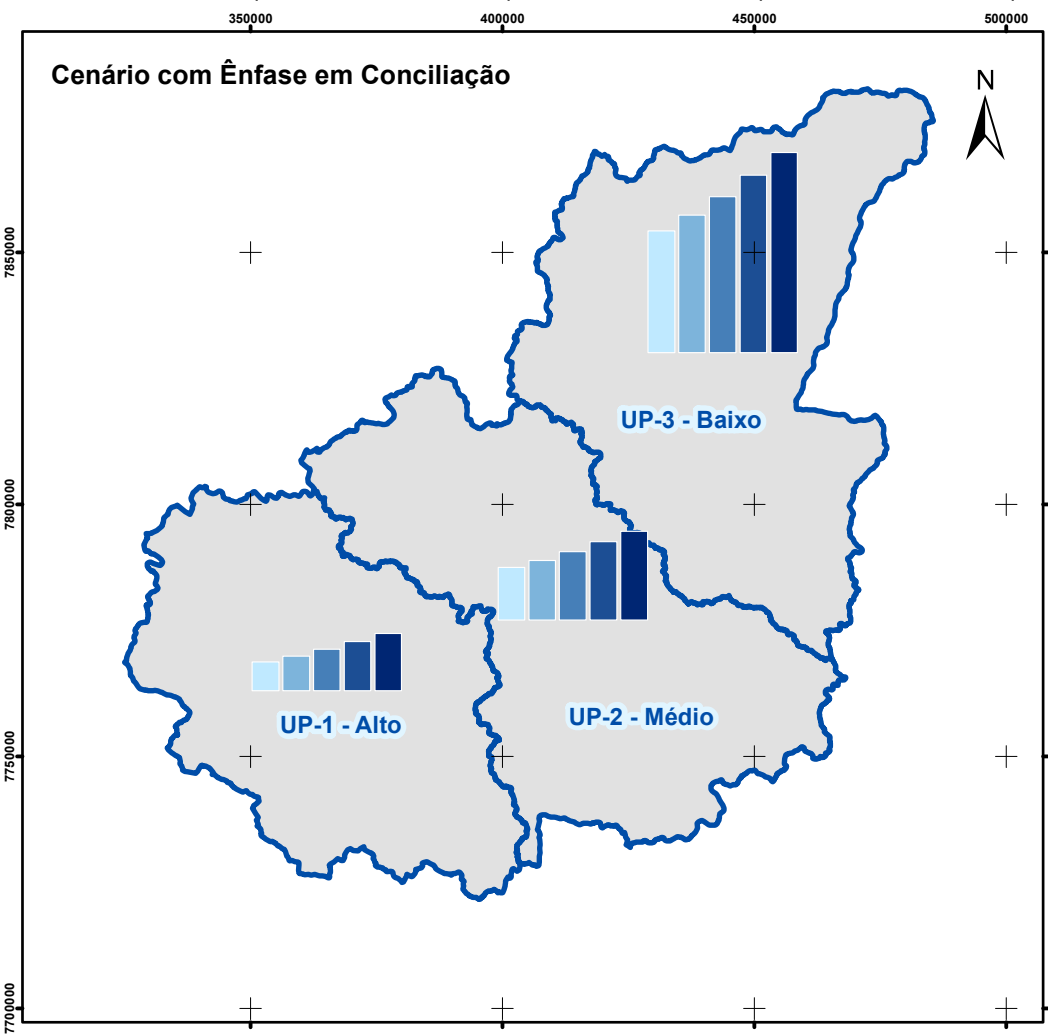 350000 400000 450000 500000
Cenário com Ênfase em Conciliação
N
7850000
UP-3 - Baixo
7800000
UP-2 - Médio
UP-1 - Alto
7750000
7700000